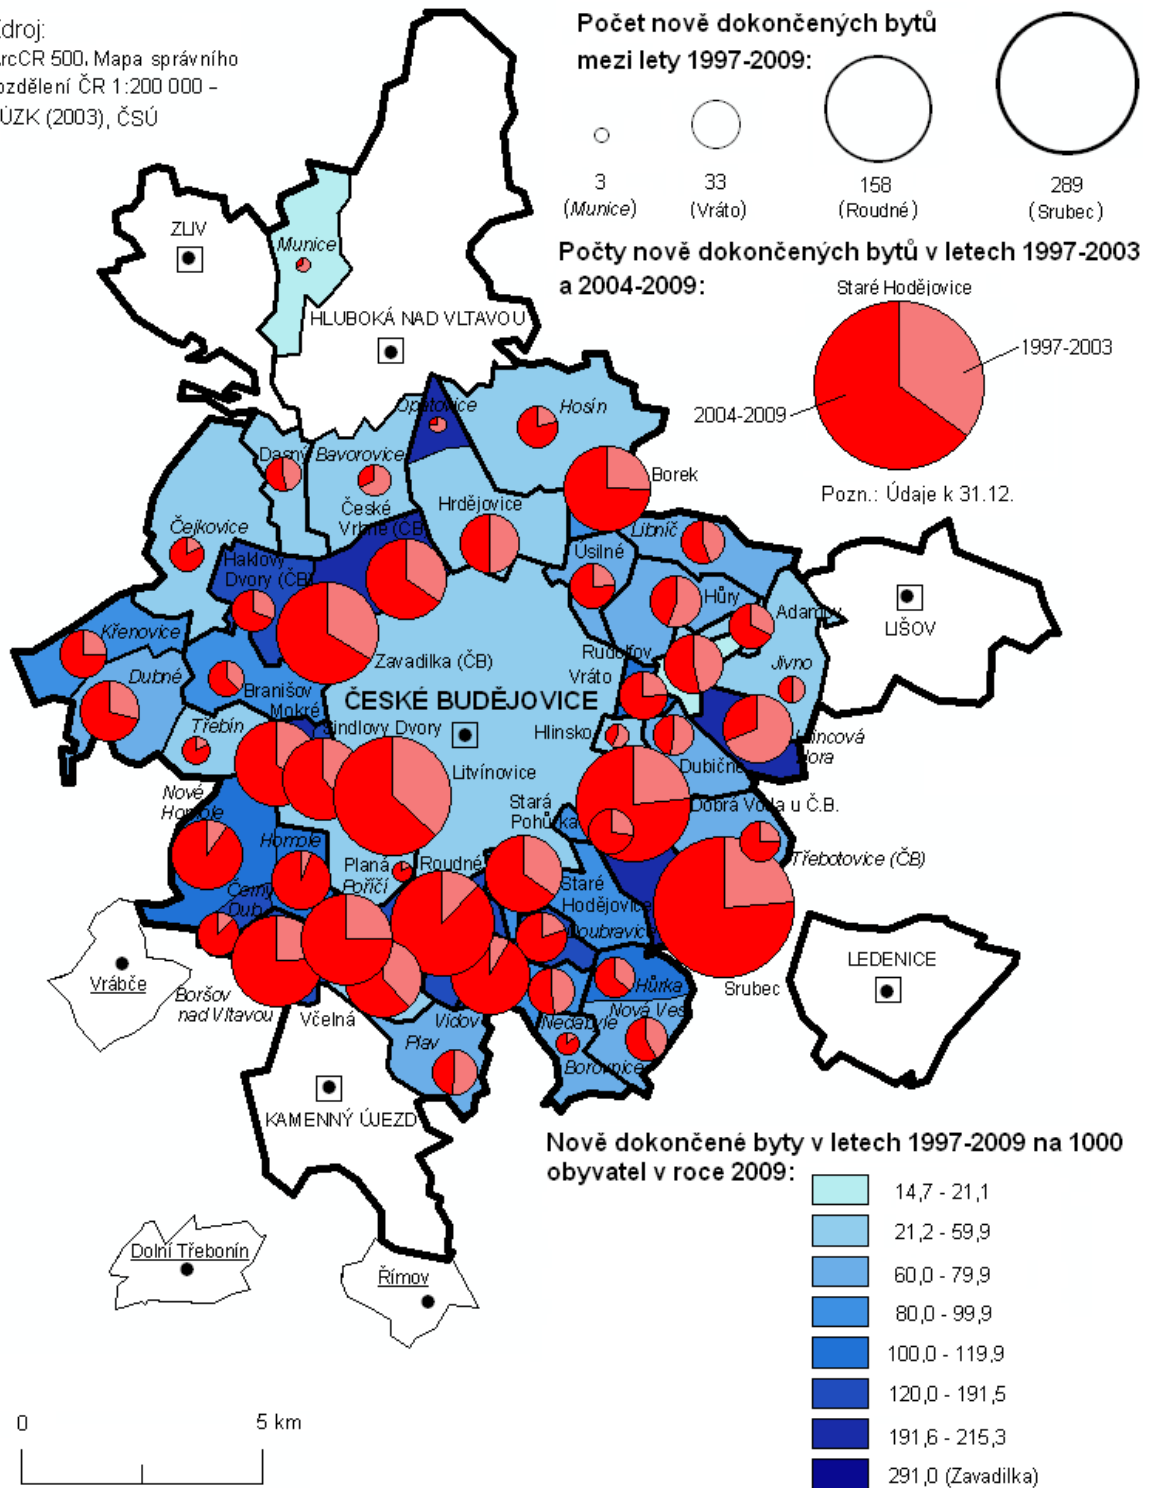 Zdroj:
ArcCR 500, Mapa správního
rozdělení ČR 1:200 000 –
ČÚZK (2003), ČSÚ
Počet nově dokončených bytů
mezi lety 1997-2009:
3
(Munice)
33
(Vráto)
158
(Roudné)
289
(Srubec)
Počty nově dokončených bytů v letech 1997-2003
a 2004-2009:
Staré Hodějovice
1997-2003
2004-2009
Pozn.: Údaje k 31.12.
ZLIV
Munice
HLUBOKÁ NAD VLTAVOU
Opatovice
Hosín
Dasný
Bavorovice
Borek
České
Vrbné (ČB)
Hrdějovice
Čejkovice
Haklovy
Dvory (ČB)
Libníč
Úsilné
Hůry
Adamov
LIŠOV
Křenovice
Dubné
Zavadilka (ČB)
Rudolfov
Vráto
Jivno
Branišov
Mokré
ČESKÉ BUDĚJOVICE
Třebín
Šindlovy Dvory
Hlinsko
Hlincová
Hora
Dubičné
Litvínovice
Nové
Homole
Stará
Pohůrka
Dobrá Voda u Č.B.
Homole
Planá
Poříčí
Roudné
Třebotovice (ČB)
Černý
Dub
Staré
Hodějovice
Doubravice
LEDENICE
Vrábče
Boršov
nad Vltavou
Včelná
Srubec
Hůrka
Vidov
Nedabyle
Nová Ves
Plav
Borovnice
KAMENNÝ ÚJEZD
Nově dokončené byty v letech 1997-2009 na 1000
obyvatel v roce 2009:
14,7 - 21,1
21,2 - 59,9
60,0 - 79,9
80,0 - 99,9
100,0 - 119,9
120,0 - 191,5
191,6 - 215,3
291,0 (Zavadilka)
Dolní Třebonín
Římov
0
5 km